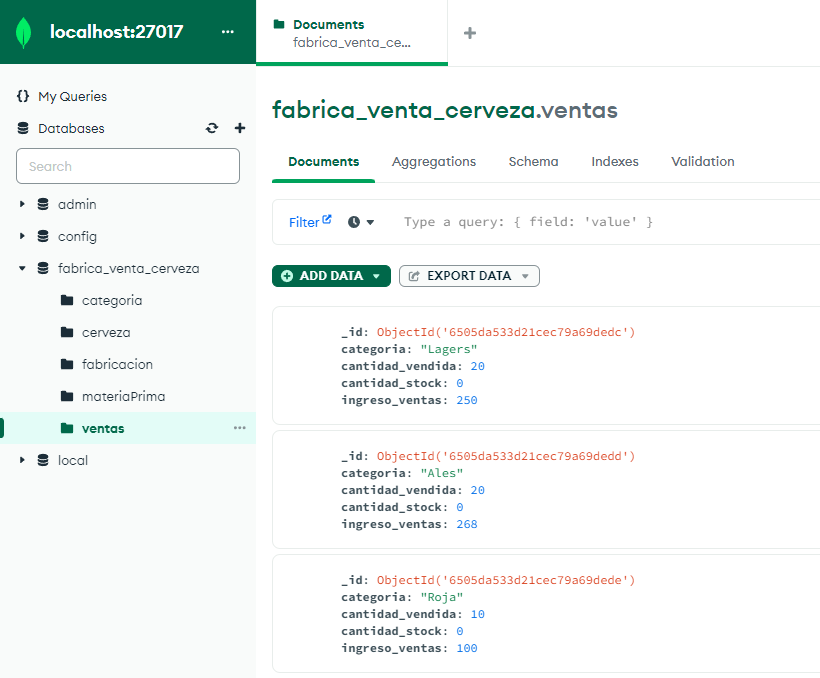 localhost:27017
...
{} My Queries
Databases
Search
admin
config
fabrica_venta_cerveza
categoria
cerveza
fabricacion
materiaPrima
ventas
...
local
Documents
fabrica_venta_ce...
+
fabrica_venta_cerveza.ventas
Documents Aggregations Schema Indexes Validation
Filter Type a query: { field: 'value' }
ADD DATA EXPORT DATA
_id: ObjectId('6505da533d21cec79a69dedc')
categoria: "Lagers"
cantidad_vendida: 20
cantidad_stock: 0
ingreso_ventas: 250
_id: ObjectId('6505da533d21cec79a69dedd')
categoria: "Ales"
cantidad_vendida: 20
cantidad_stock: 0
ingreso_ventas: 268
_id: ObjectId('6505da533d21cec79a69dede')
categoria: "Roja"
cantidad_vendida: 10
cantidad_stock: 0
ingreso_ventas: 100